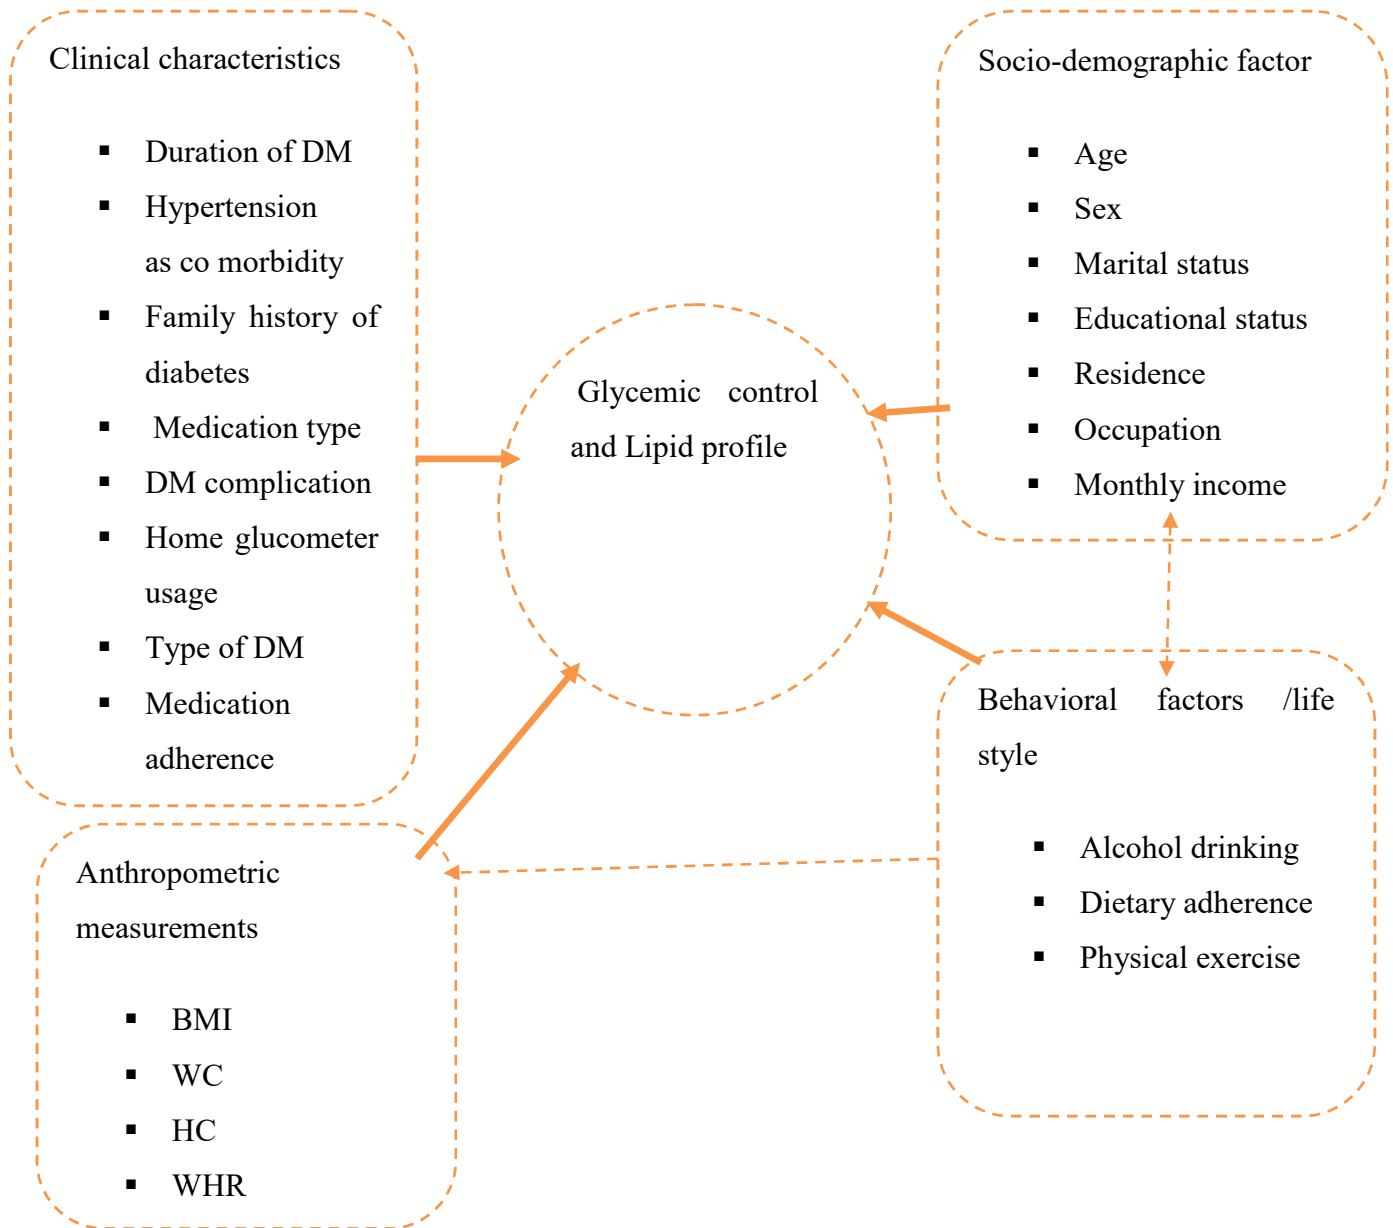 Clinical characteristics
▪ Duration of DM
▪ Hypertension
as co morbidity
▪ Family history of
diabetes
▪ Medication type
▪ DM complication
▪ Home glucometer
usage
▪ Type of DM
▪ Medication
adherence
Socio-demographic factor
▪ Age
▪ Sex
▪ Marital status
▪ Educational status
▪ Residence
▪ Occupation
▪ Monthly income
Glycemic control
and Lipid profile
Behavioral factors /life
style
▪ Alcohol drinking
▪ Dietary adherence
▪ Physical exercise
Anthropometric
measurements
▪ BMI
▪ WC
▪ HC
▪ WHR